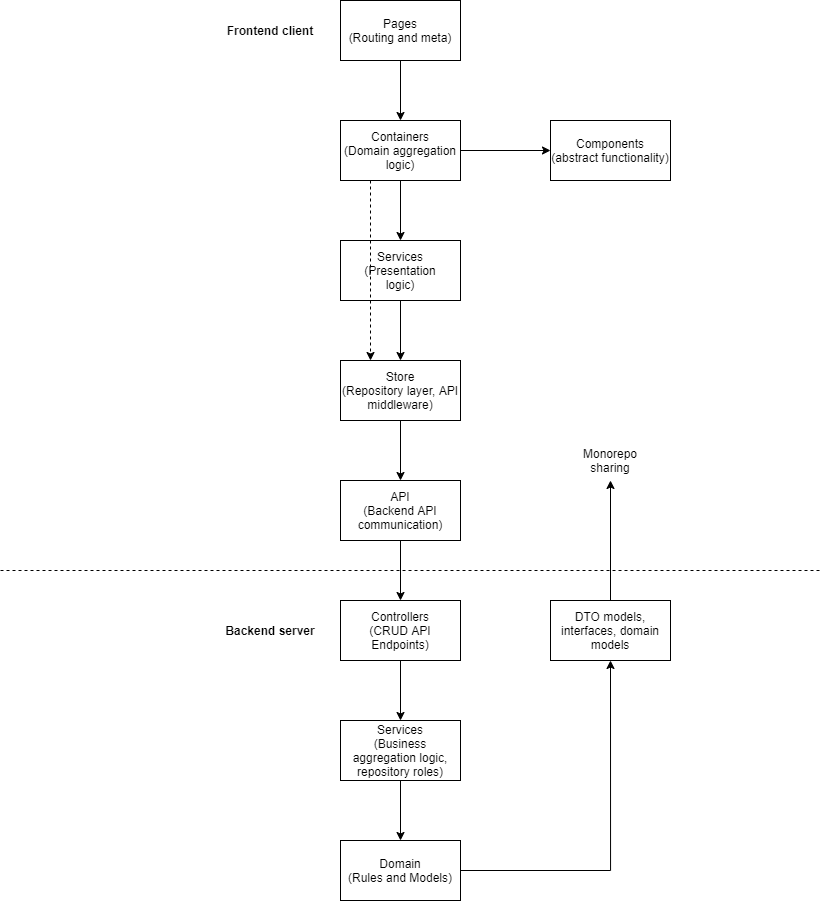 Frontend client
Pages
(Routing and meta)
Containers
(Domain aggregation
logic)
Components
(abstract functionality)
Services
(Presentation
logic)
Store
(Repository layer, API
middleware)
Monorepo
sharing
API
(Backend API
communication)
Backend server
Controllers
(CRUD API
Endpoints)
DTO models,
interfaces, domain
models
Services
(Business
aggregation logic,
repository roles)
Domain
(Rules and Models)